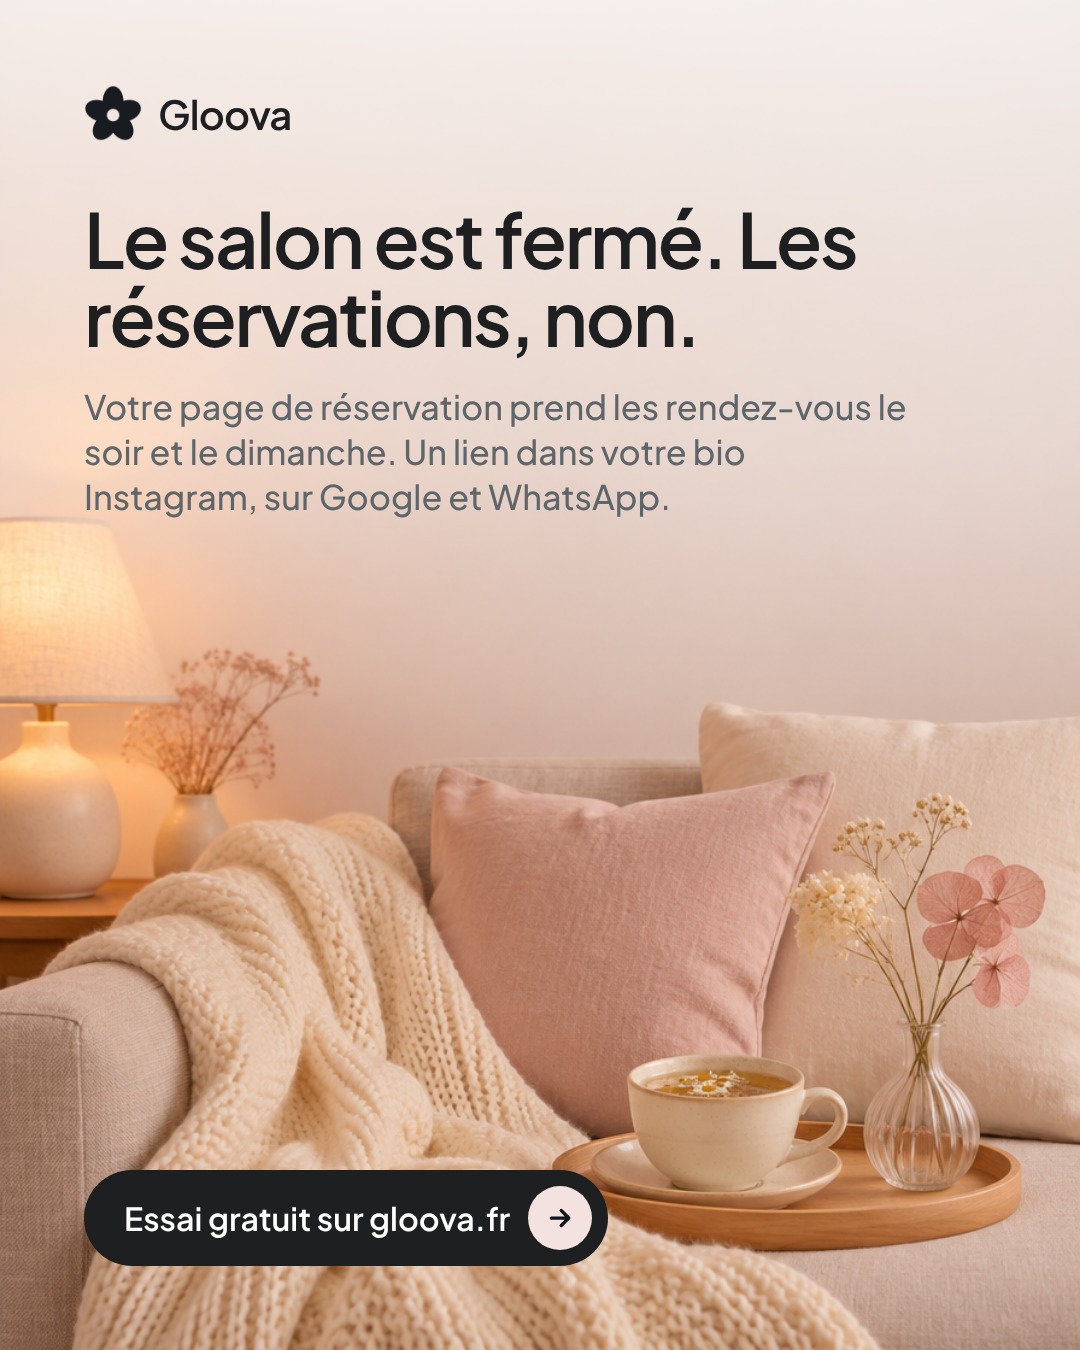 Gloova
Le salon est fermé. Les
réservations, non.
Votre page de réservation prend les rendez-vous le
soir et le dimanche. Un lien dans votre bio
Instagram, sur Google et WhatsApp.
Essai gratuit sur gloova.fr